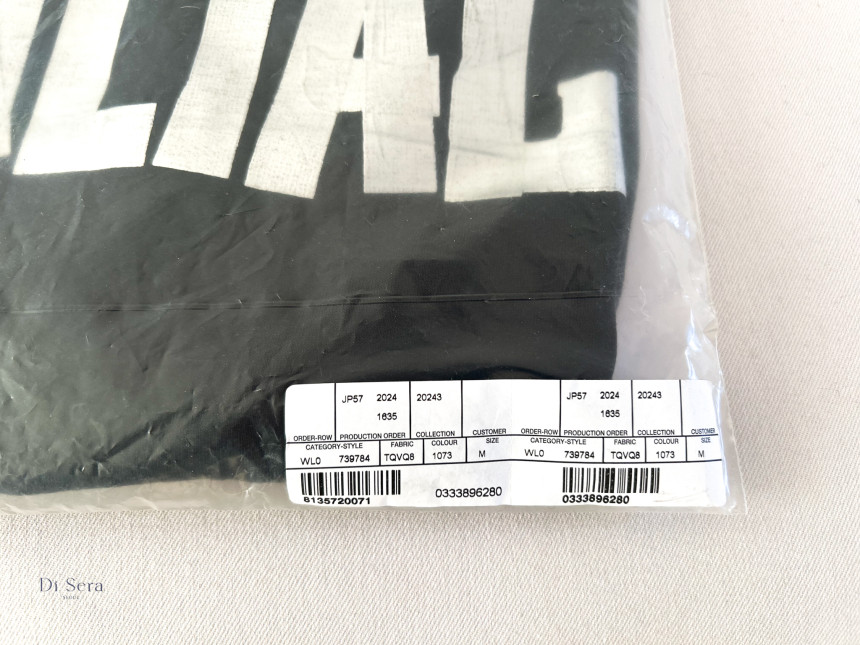 LTAL
JP57 2024 20243 JP57 2024 20243
1635 1635
ORDER-ROW PRODUCTION ORDER COLLECTION CUSTOMER ORDER-ROW PRODUCTION ORDER COLLECTION CUSTOMER
CATEGORY-STYLE FABRIC COLOUR SIZE CATEGORY-STYLE FABRIC COLOUR SIZE
WL0 739784 TQVQ8 1073 M WL0 739784 TQVQ8 1073 M
8135720071 0333896280 0333896280
Di Sera
SEOUL